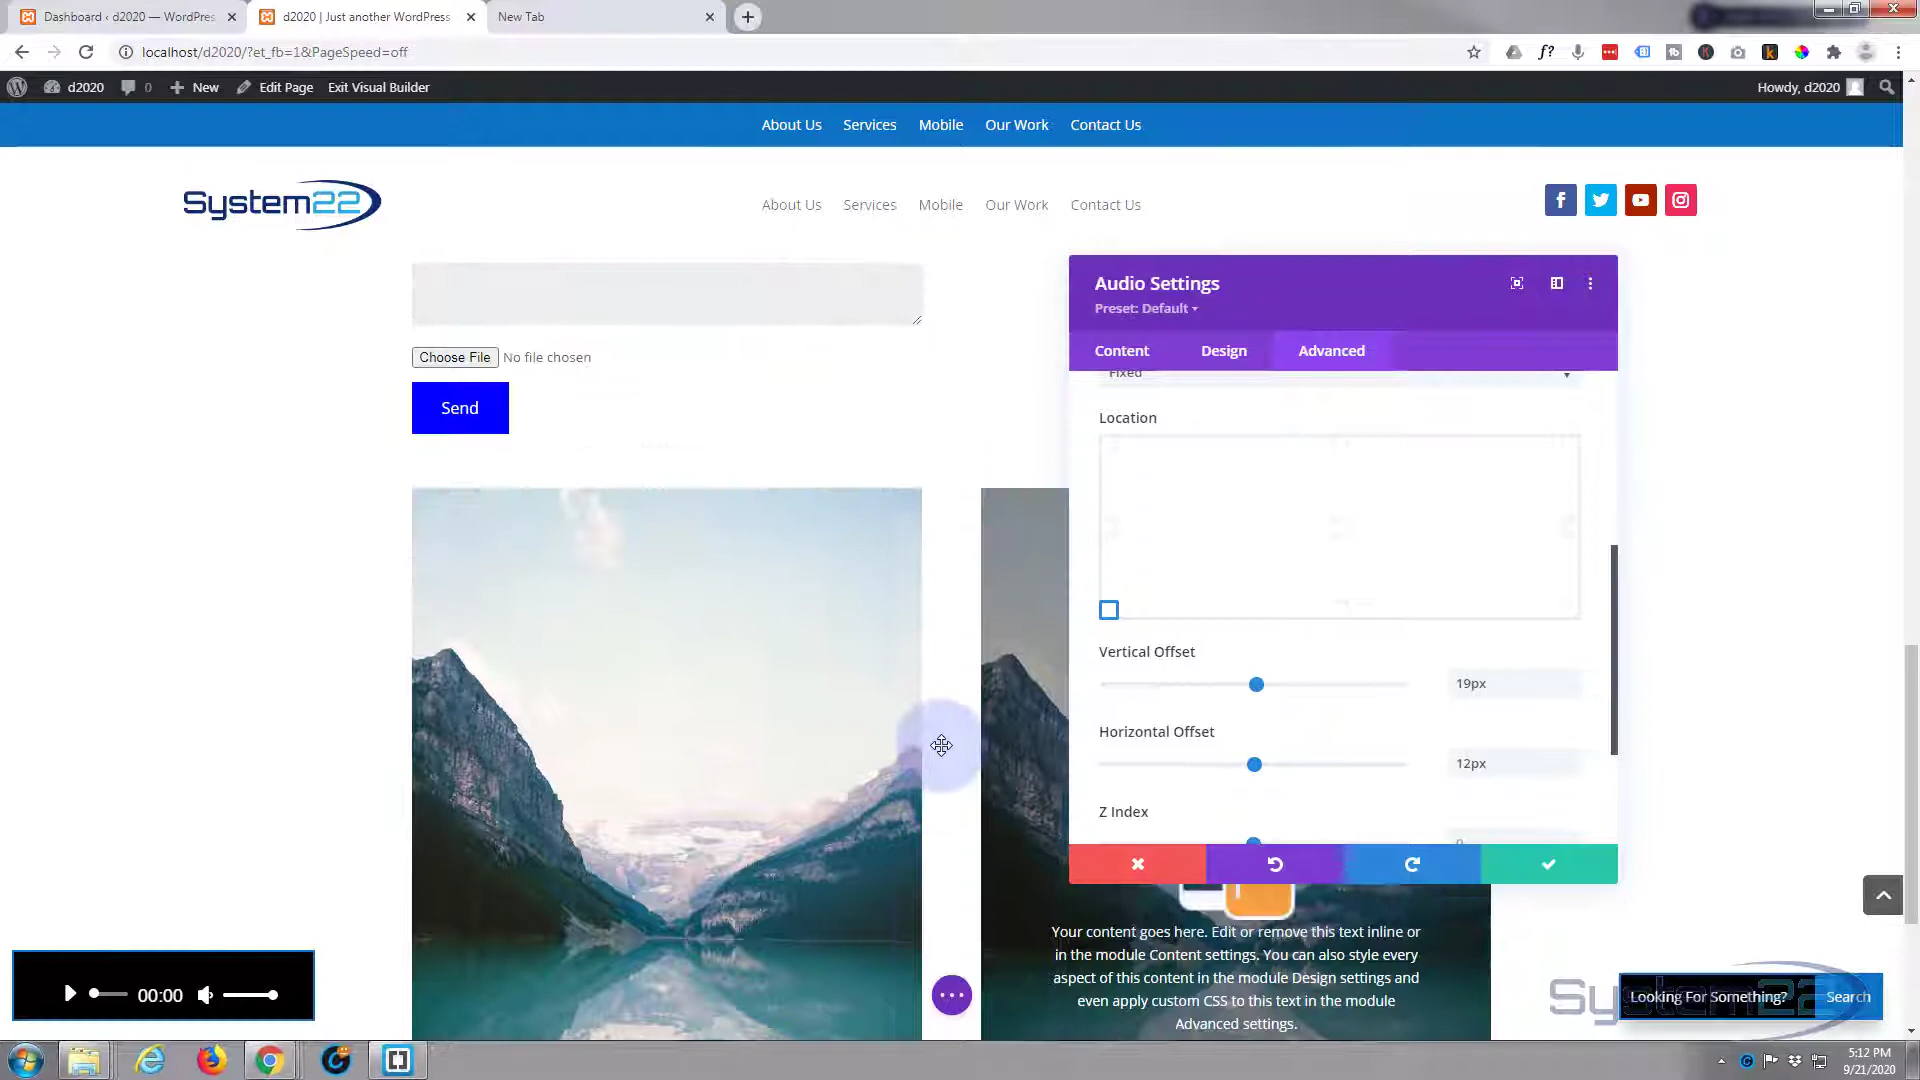 Dashboard ‹ d2020 — WordPres
d2020 | Just another WordPress
New Tab
localhost/d2020/?et_fb=1&PageSpeed=off
d2020
0
New
Edit Page
Exit Visual Builder
Howdy, d2020
About Us Services Mobile Our Work Contact Us
System22
About Us Services Mobile Our Work Contact Us
Choose File No file chosen
Send
Audio Settings
Preset: Default
Content Design Advanced
Fixed
Location
Vertical Offset
19px
Horizontal Offset
12px
Z Index
0
Your content goes here. Edit or remove this text inline or
in the module Content settings. You can also style every
aspect of this content in the module Design settings and
even apply custom CSS to this text in the module
Advanced settings.
00:00
Looking For Something? Search
System22
5:12 PM
9/21/2020